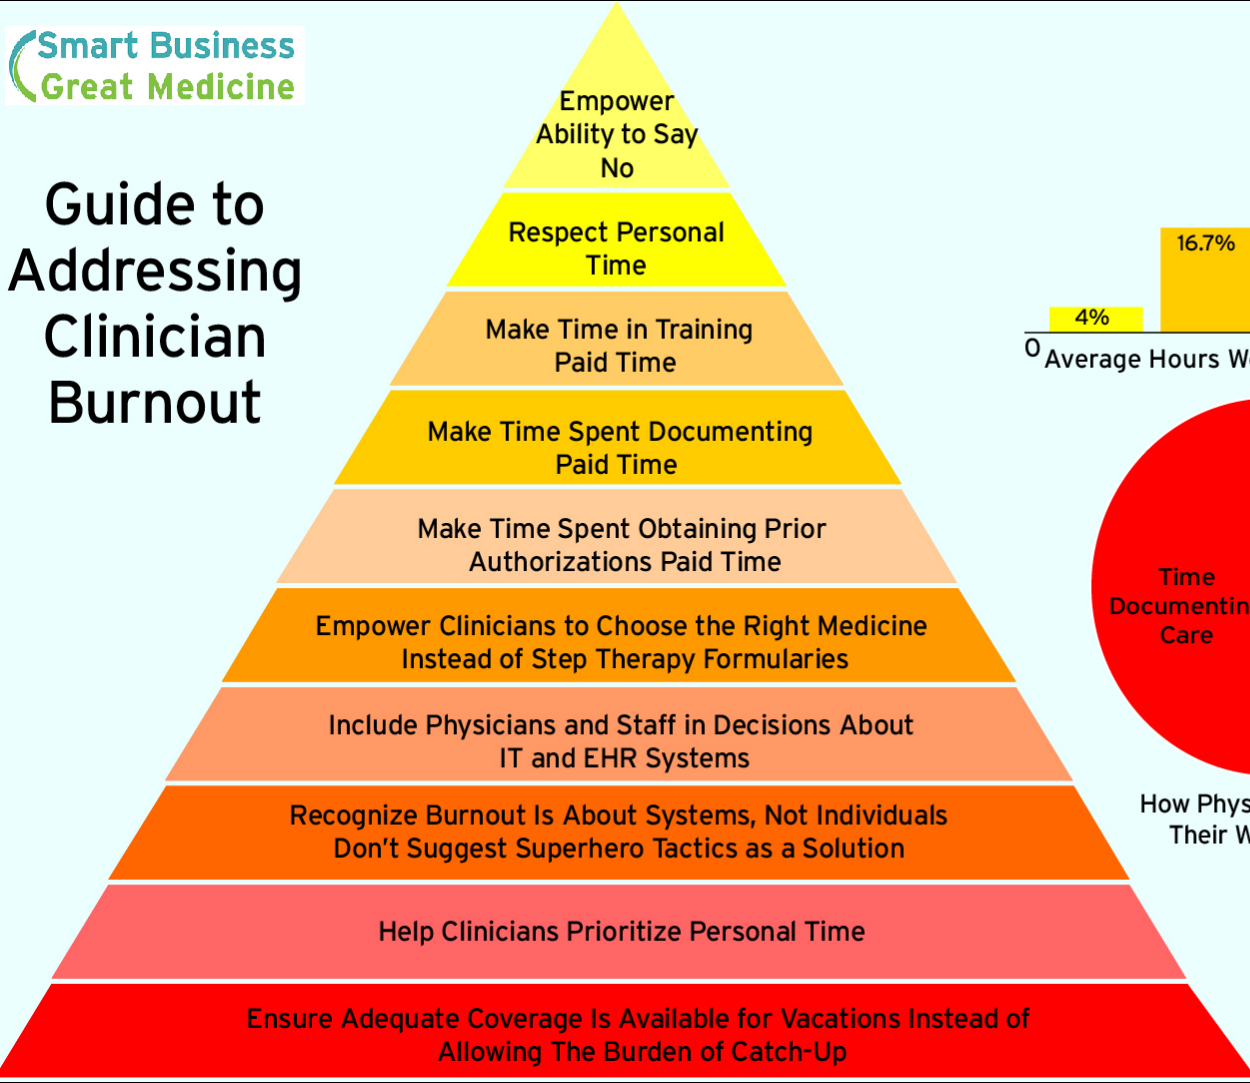 Smart Business
Great Medicine
Guide to
Addressing
Clinician
Burnout
Empower
Ability to Say
No
Respect Personal
Time
Make Time in Training
Paid Time
Make Time Spent Documenting
Paid Time
Make Time Spent Obtaining Prior
Authorizations Paid Time
Empower Clinicians to Choose the Right Medicine
Instead of Step Therapy Formularies
Include Physicians and Staff in Decisions About
IT and EHR Systems
Recognize Burnout Is About Systems, Not Individuals
Don't Suggest Superhero Tactics as a Solution
Help Clinicians Prioritize Personal Time
Ensure Adequate Coverage Is Available for Vacations Instead of
Allowing The Burden of Catch-Up
16.7%
4%
0
Average Hours
Time
Care
How
Their